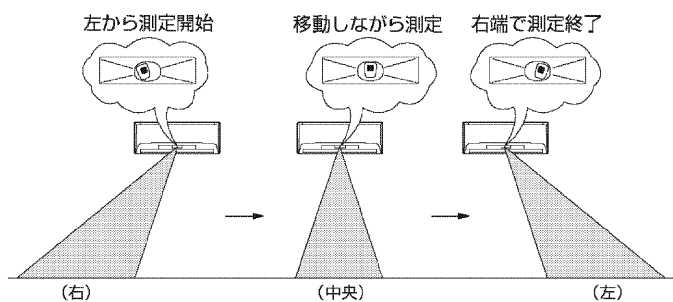 左から測定開始
移動しながら測定
右端で測定終了
(右)
(中央)
(左)